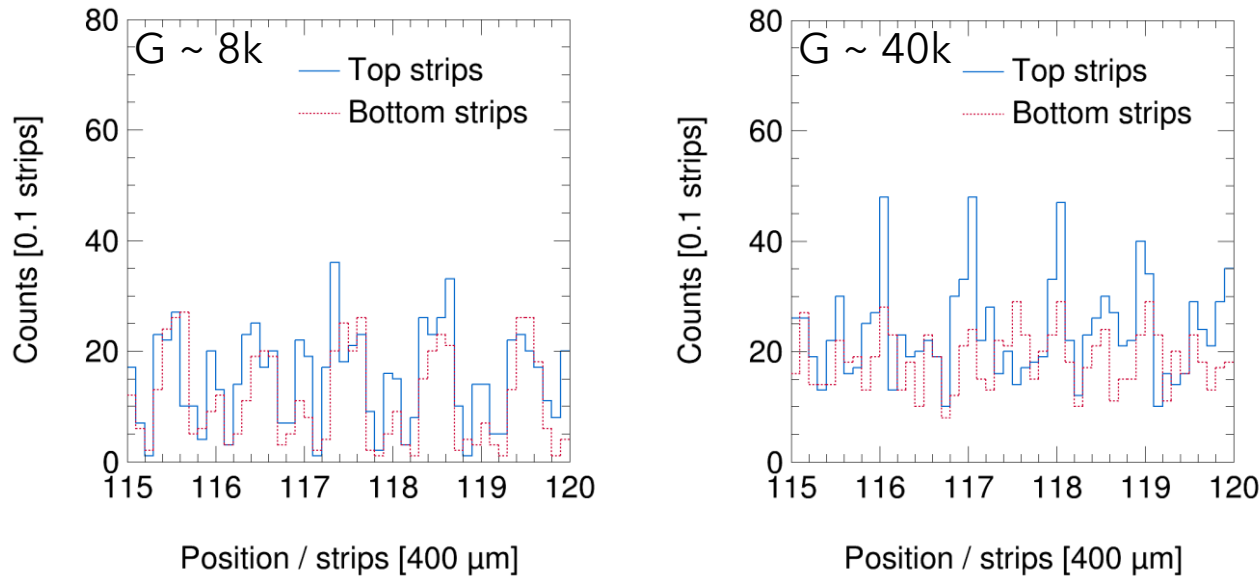 G ~ 8k
Top strips
Bottom strips
Counts [0.1 strips]
80
60
40
20
0
115 116 117 118 119 120
Position / strips [400 µm]
G ~ 40k
Top strips
Bottom strips
Counts [0.1 strips]
80
60
40
20
0
115 116 117 118 119 120
Position / strips [400 µm]